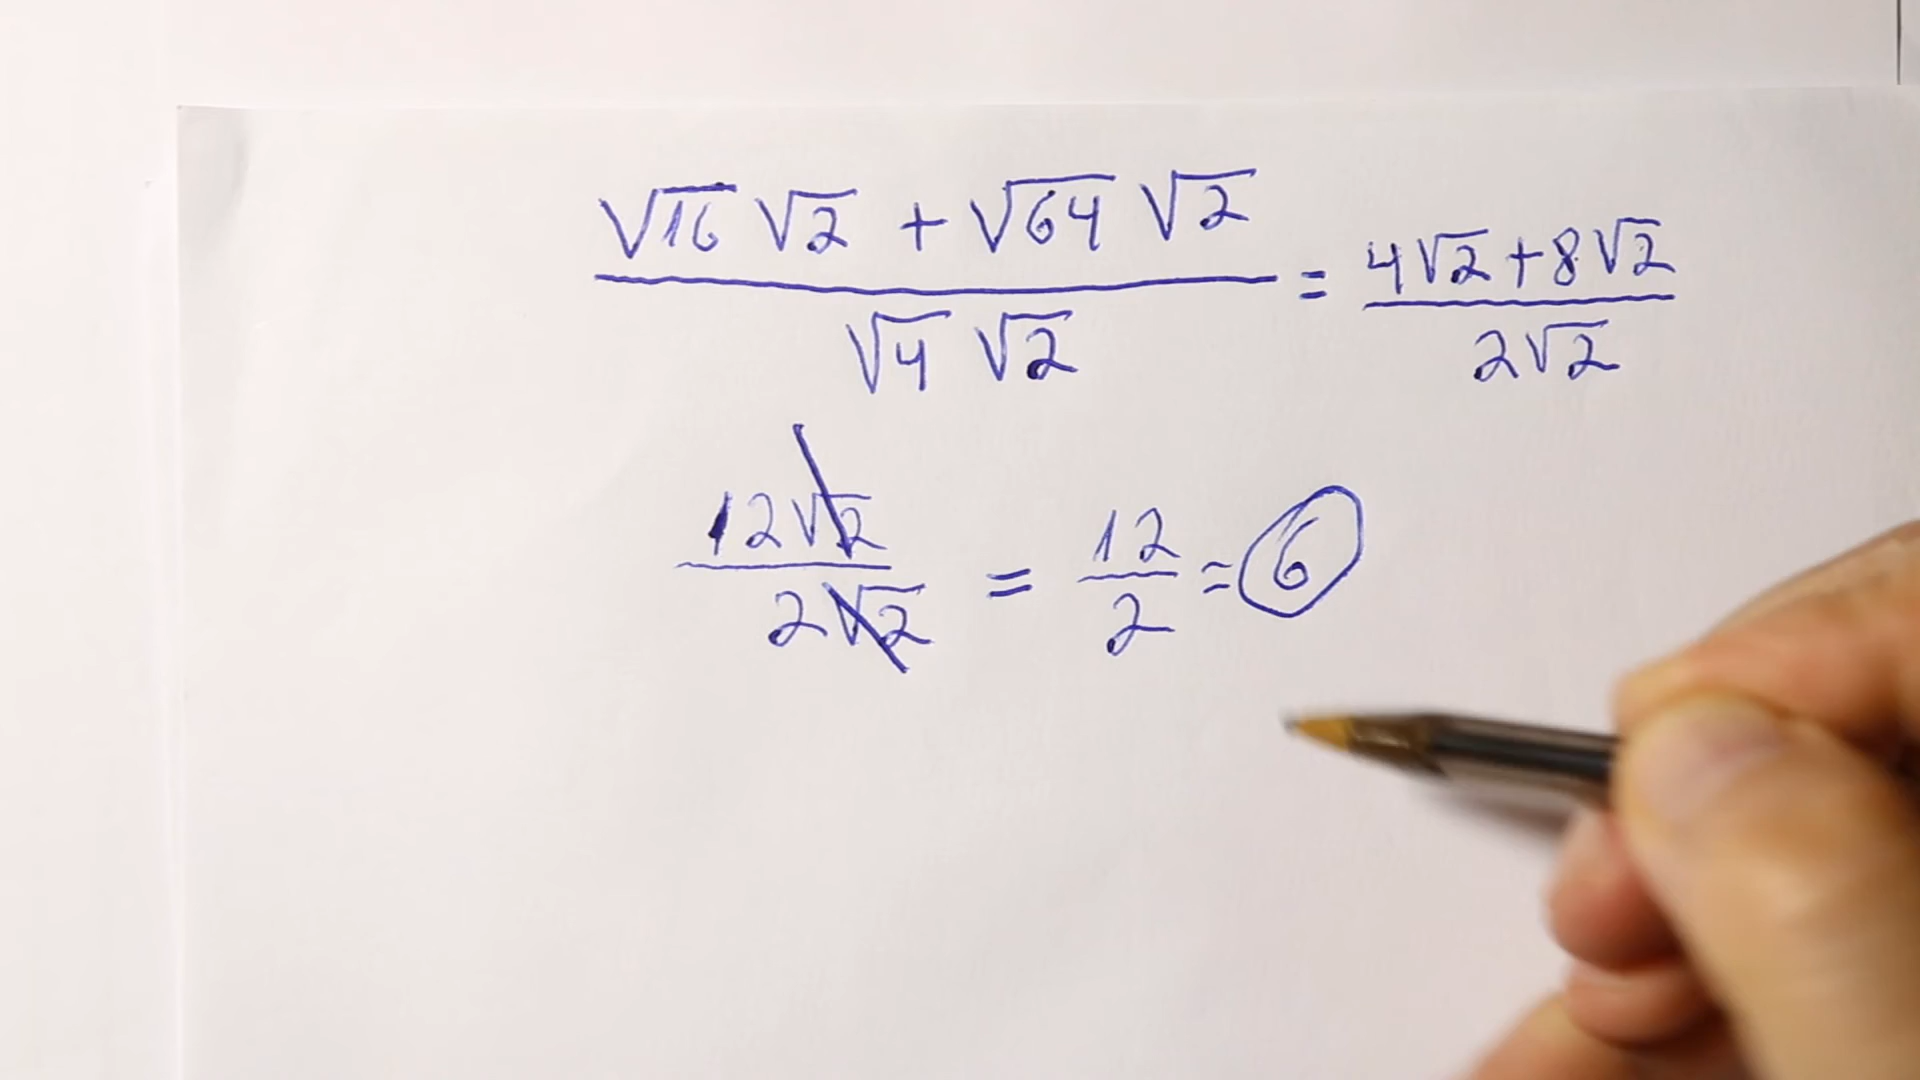 √16 √2 + √64 √2 / √4 √2 = 4√2+8√2 / 2√2
12√2 / 2√2 = 12 / 2 = 6